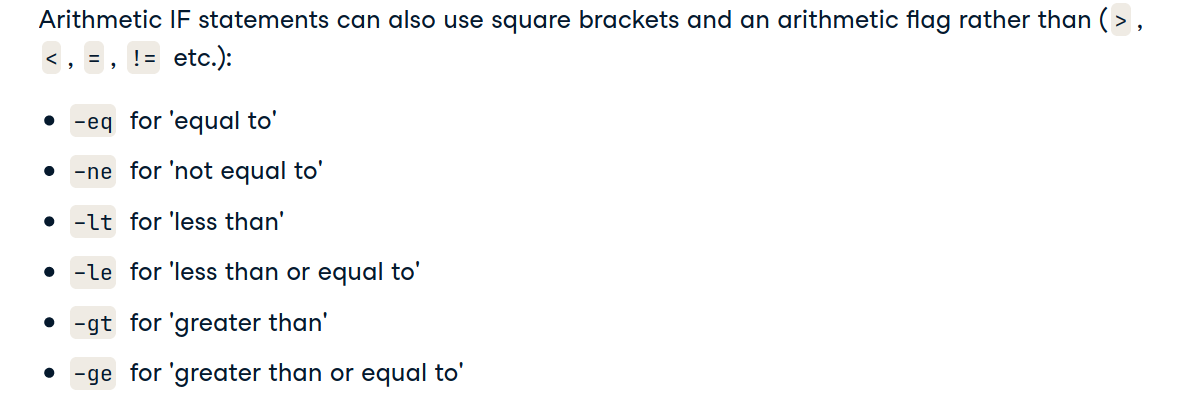 Arithmetic IF statements can also use square brackets and an arithmetic flag rather than ( > ,
< , = , != etc.):
• -eq for 'equal to'
• -ne for 'not equal to'
• -lt for 'less than'
• -le for 'less than or equal to'
• -gt for 'greater than'
• -ge for 'greater than or equal to'